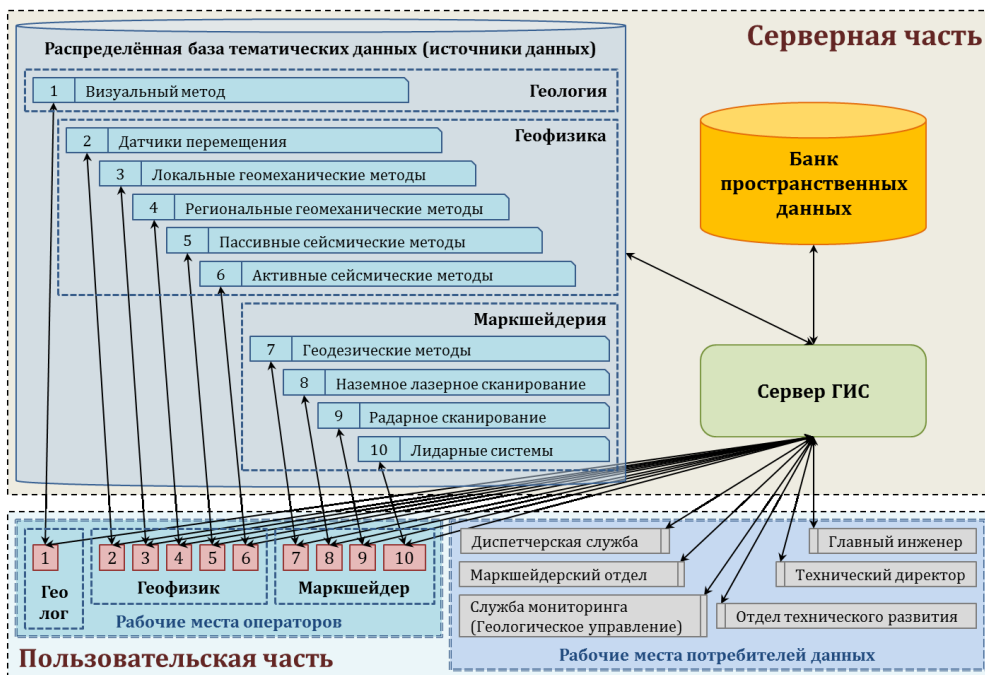 Серверная часть
Распределённая база тематических данных (источники данных)
Геология
1 Визуальный метод
Геофизика
2 Датчики перемещения
3 Локальные геомеханические методы
4 Региональные геомеханические методы
5 Пассивные сейсмические методы
6 Активные сейсмические методы
Маркшейдерия
7 Геодезические методы
8 Наземное лазерное сканирование
9 Радарное сканирование
10 Лидарные системы
Банк
пространственных
данных
Сервер ГИС
1
Гео
лог
2 3 4 5 6
Геофизик
7 8 9 10
Маркшейдер
Рабочие места операторов
Пользовательская часть
Диспетчерская служба
Маркшейдерский отдел
Служба мониторинга
(Геологическое управление)
Главный инженер
Технический директор
Отдел технического развития
Рабочие места потребителей данных